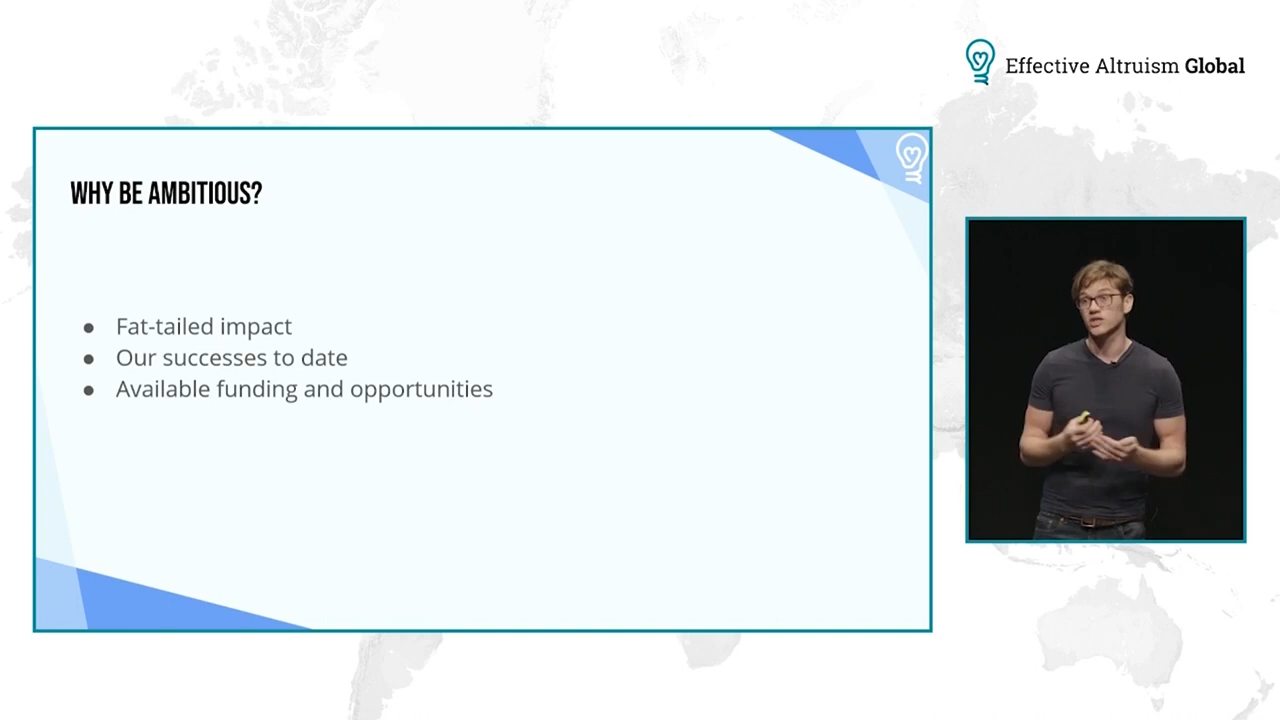 Effective Altruism Global
WHY BE AMBITIOUS?
● Fat-tailed impact
● Our successes to date
● Available funding and opportunities